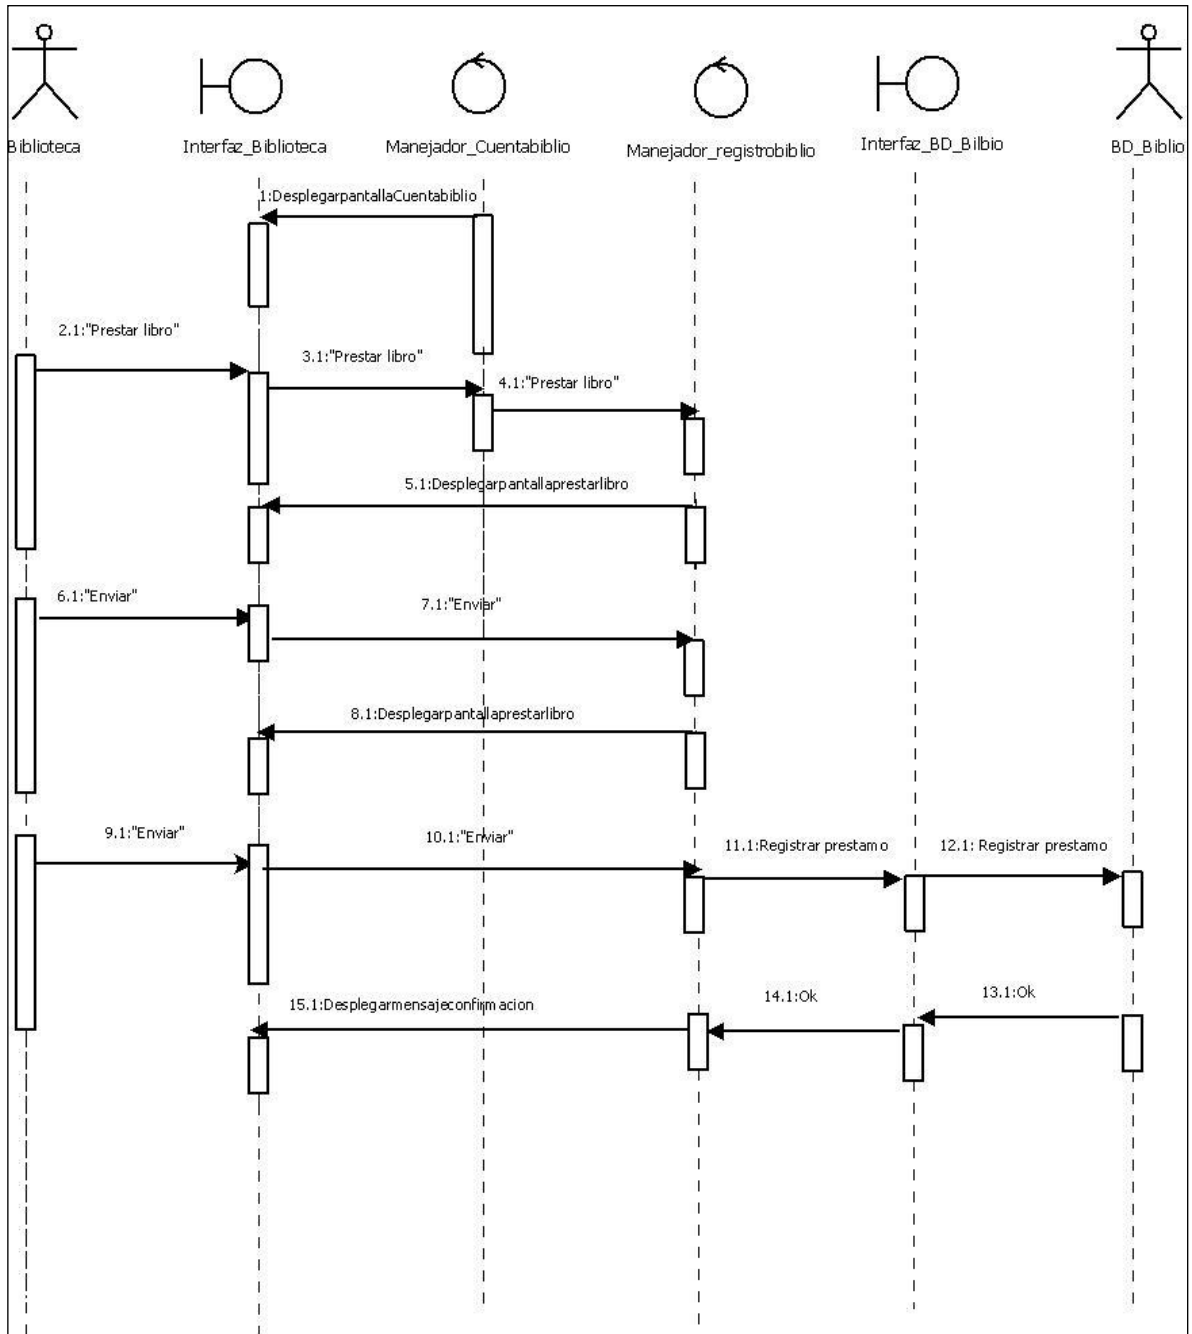 Biblioteca
Interfaz_Biblioteca
Manejador_Cuentabiblio
Manejador_registrobiblio
Interfaz_BD_Bilbio
BD_Biblio
1:DesplegarpantallaCuentabiblio
2.1:"Prestar libro"
3.1:"Prestar libro"
4.1:"Prestar libro"
5.1:Desplegarpantallaprestarlibro
6.1:"Enviar"
7.1:"Enviar"
8.1:Desplegarpantallaprestarlibro
9.1:"Enviar"
10.1:"Enviar"
11.1:Registrar prestamo
12.1: Registrar prestamo
13.1:Ok
14.1:Ok
15.1:Desplegarmensajeconfirmacion